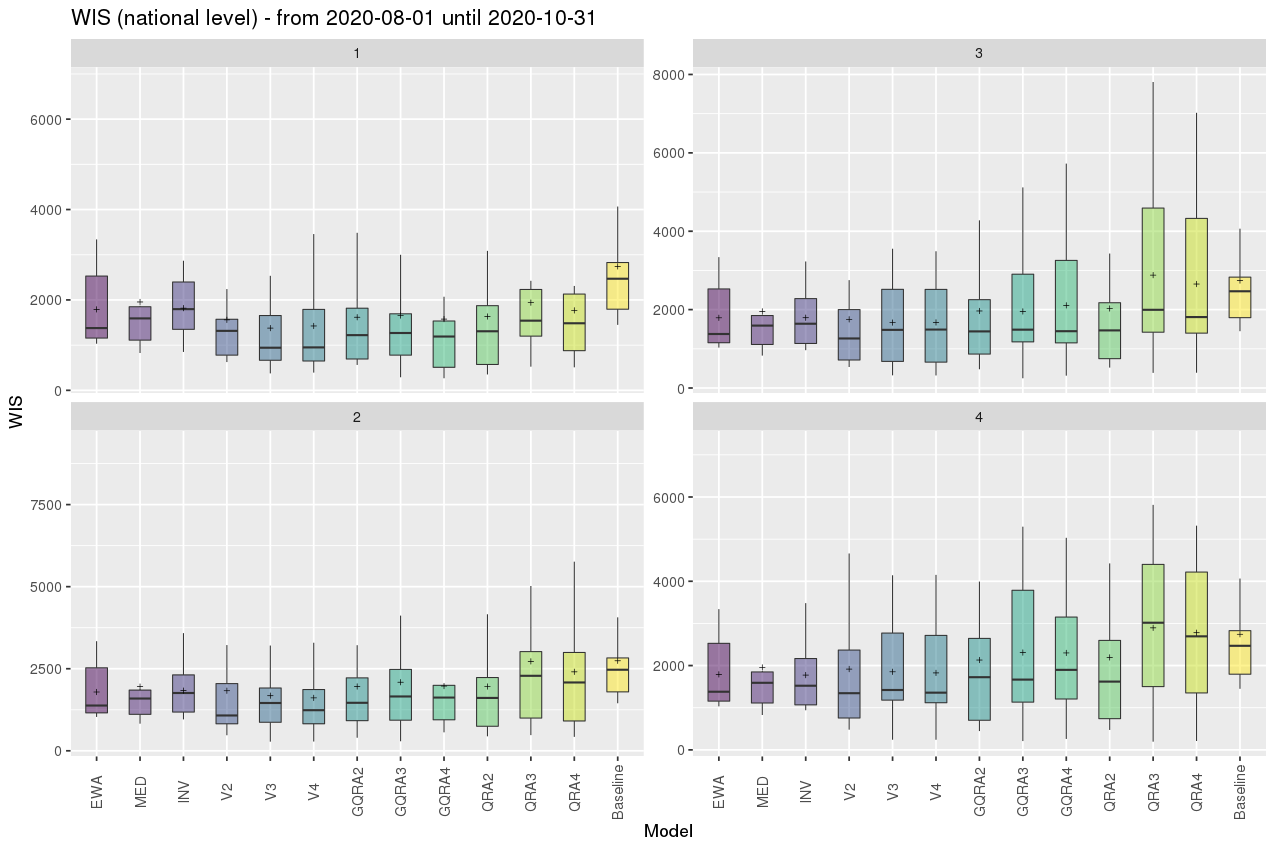 WIS (national level) - from 2020-08-01 until 2020-10-31
1
3
6000
4000
2000
0
8000
6000
4000
2000
0
WIS
2
4
7500
5000
2500
0
6000
4000
2000
0
EWA
MED
INV
V2
V3
V4
GQRA2
GQRA3
GQRA4
QRA2
QRA3
QRA4
Baseline
EWA
MED
INV
V2
V3
V4
GQRA2
GQRA3
GQRA4
QRA2
QRA3
QRA4
Baseline
Model